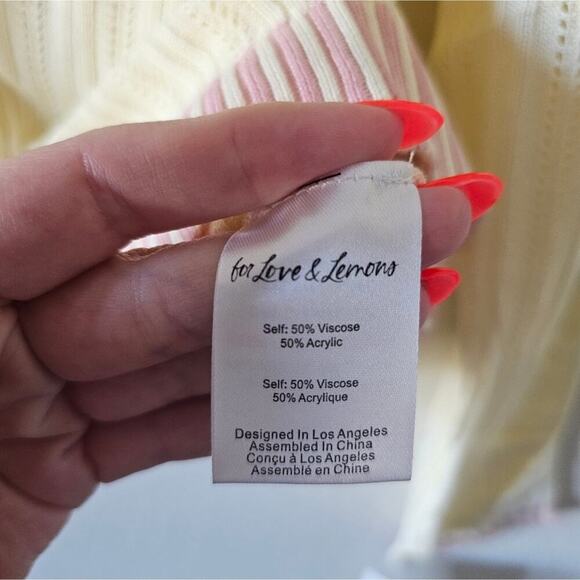 for Love & Lemons
Self: 50% Viscose
50% Acrylic
Self: 50% Viscose
50% Acrylique
Designed In Los Angeles
Assembled In China
Conçu à Los Angeles
Assemblé en Chine